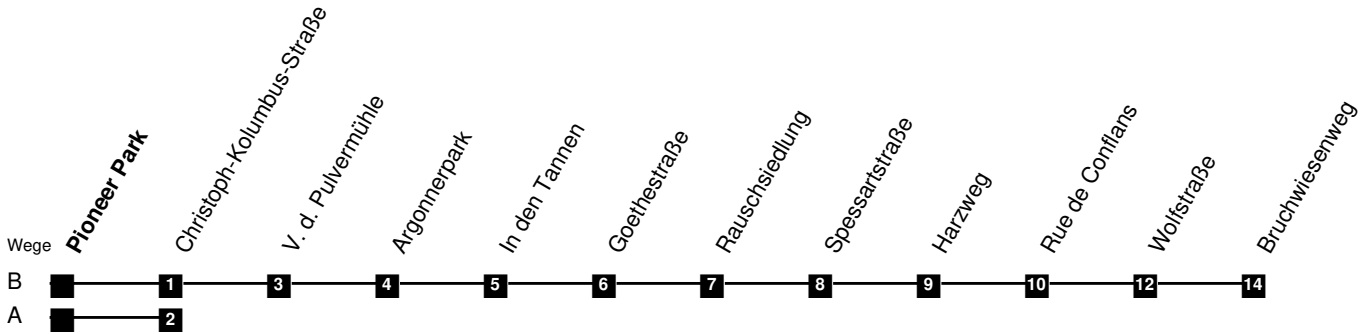 Pioneer Park
Christoph-Kolumbus-Straße
V. d. Pulvermühle
Argonnerpark
In den Tannen
Goethestraße
Rauschsiedlung
Spessartstraße
Harzweg
Rue de Conflans
Wolfstraße
Bruchwiesenweg
Wege
B 1 3 4 5 6 7 8 9 10 12 14
A 2